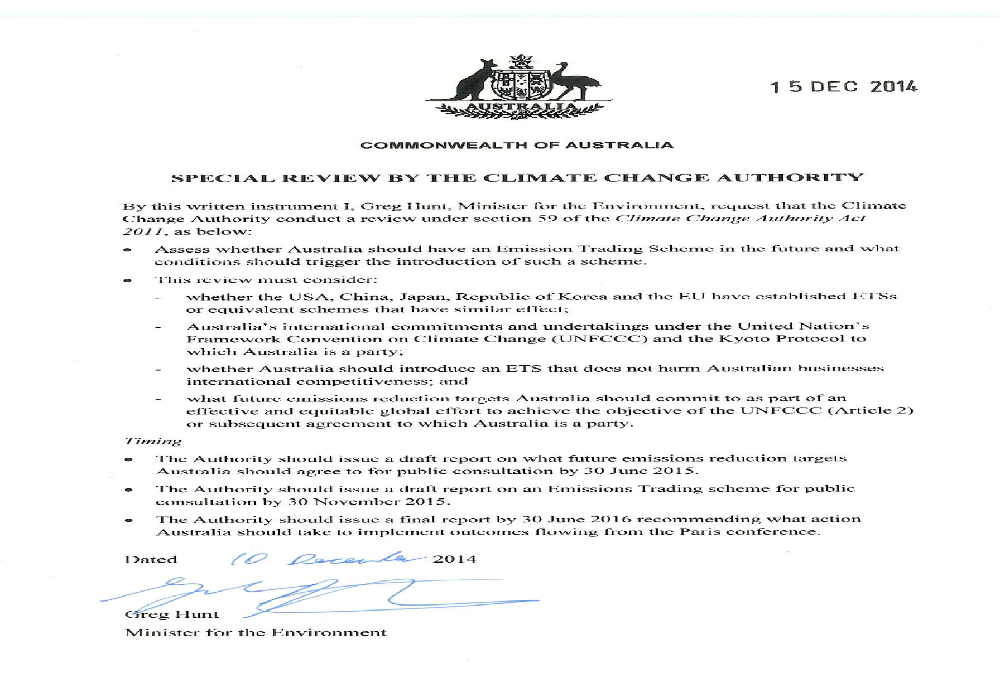 AUSTRALIA
15 DEC 2014
COMMONWEALTH OF AUSTRALIA
SPECIAL REVIEW BY THE CLIMATE CHANGE AUTHORITY
By this written instrument I, Greg Hunt, Minister for the Environment, request that the Climate
Change Authority conduct a review under section 59 of the Climate Change Authority Act
2011, as below:
• Assess whether Australia should have an Emission Trading Scheme in the future and what
conditions should trigger the introduction of such a scheme.
• This review must consider:
- whether the USA, China, Japan, Republic of Korea and the EU have established ETSs
or equivalent schemes that have similar effect;
- Australia's international commitments and undertakings under the United Nation's
Framework Convention on Climate Change (UNFCCC) and the Kyoto Protocol to
which Australia is a party;
- whether Australia should introduce an ETS that does not harm Australian businesses
international competitiveness; and
- what future emissions reduction targets Australia should commit to as part of an
effective and equitable global effort to achieve the objective of the UNFCCC (Article 2)
or subsequent agreement to which Australia is a party.
Timing
• The Authority should issue a draft report on what future emissions reduction targets
Australia should agree to for public consultation by 30 June 2015.
• The Authority should issue a draft report on an Emissions Trading scheme for public
consultation by 30 November 2015.
• The Authority should issue a final report by 30 June 2016 recommending what action
Australia should take to implement outcomes flowing from the Paris conference.
Dated 10 December 2014
Greg Hunt
Minister for the Environment